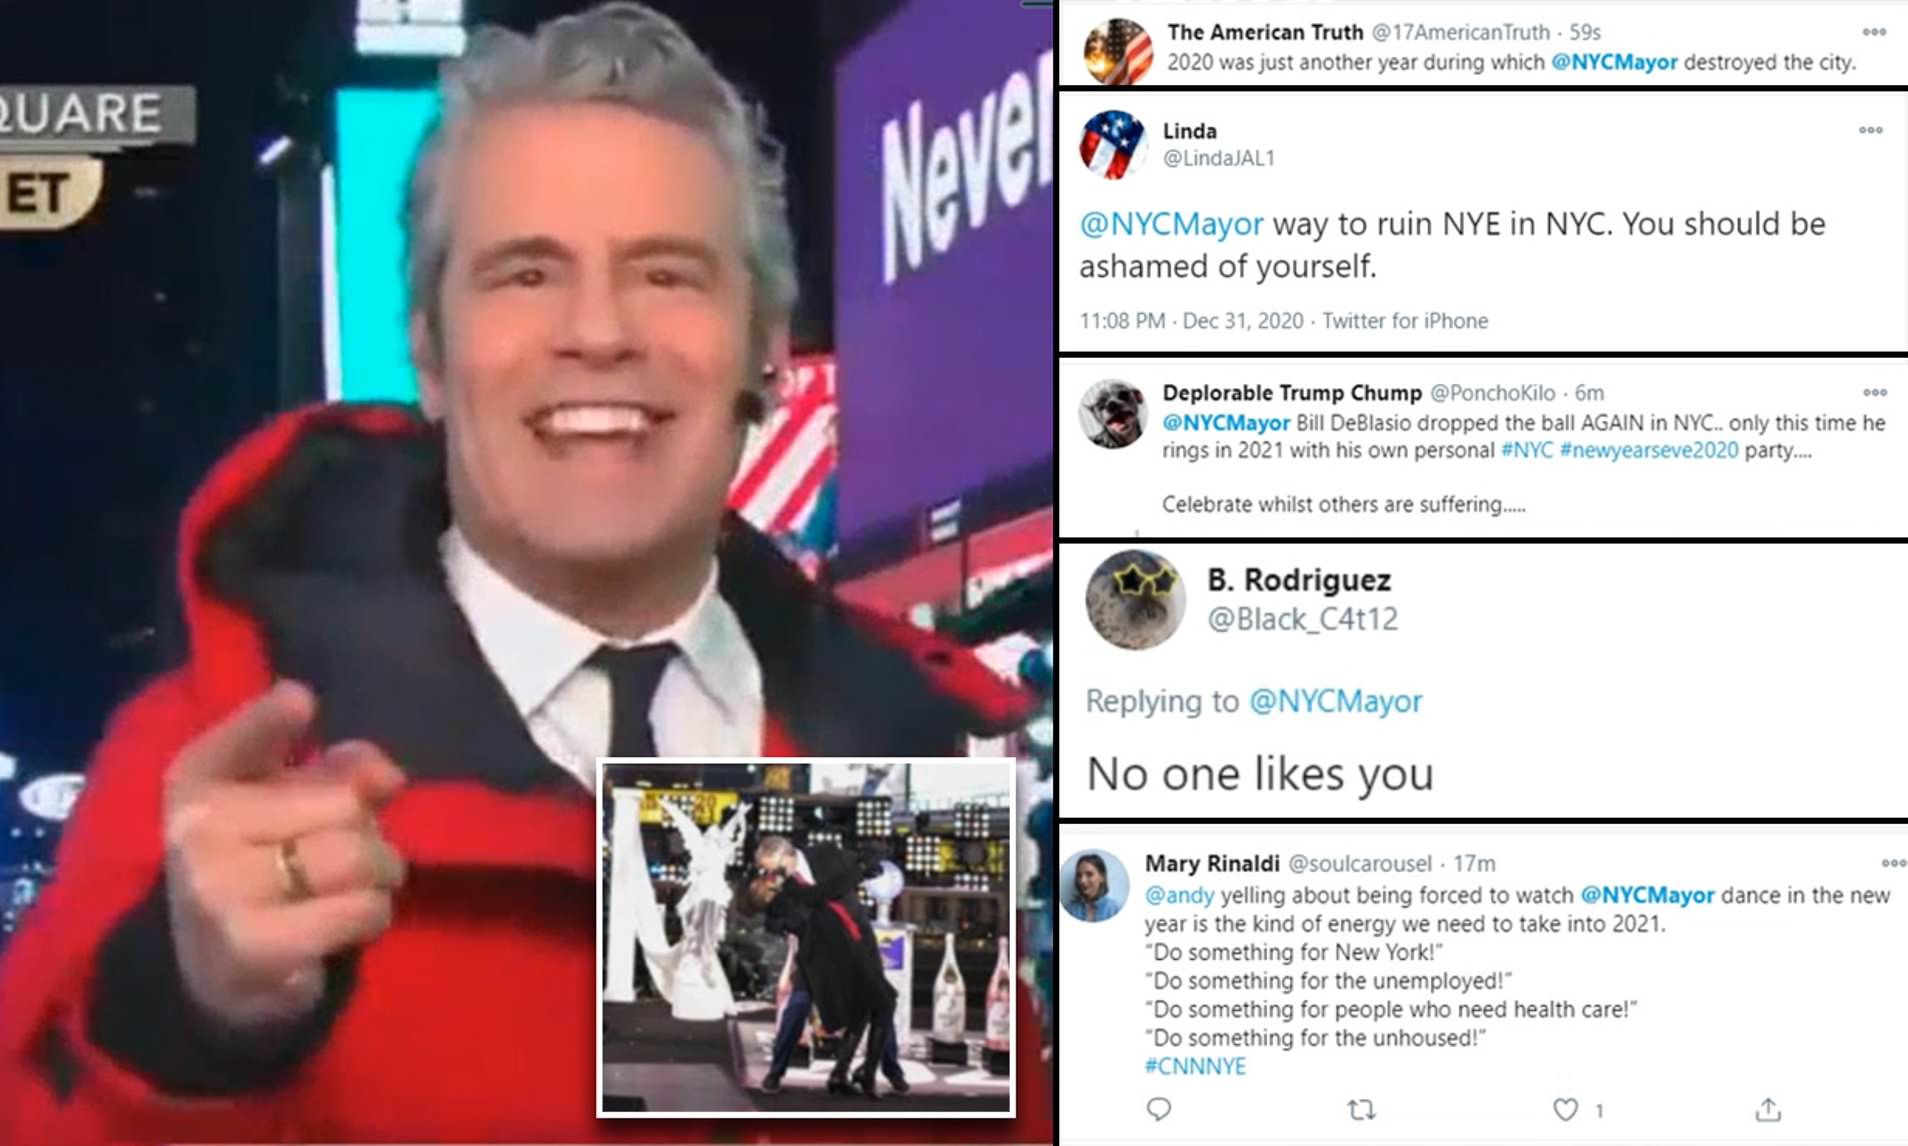 QUARE
ET
Never
The American Truth @17AmericanTruth · 59s
2020 was just another year during which @NYCMayor destroyed the city.
Linda
@LindaJAL1
@NYCMayor way to ruin NYE in NYC. You should be
ashamed of yourself.
11:08 PM · Dec 31, 2020 · Twitter for iPhone
Deplorable Trump Chump @PonchoKilo · 6m
@NYCMayor Bill DeBlasio dropped the ball AGAIN in NYC.. only this time he
rings in 2021 with his own personal #NYC #newyearseve2020 party....
Celebrate whilst others are suffering.....
B. Rodriguez
@Black_C4t12
Replying to @NYCMayor
No one likes you
Mary Rinaldi @soulcarousel · 17m
@andy yelling about being forced to watch @NYCMayor dance in the new
year is the kind of energy we need to take into 2021.
"Do something for New York!"
"Do something for the unemployed!"
"Do something for people who need health care!"
"Do something for the unhoused!"
#CNNNYE
1